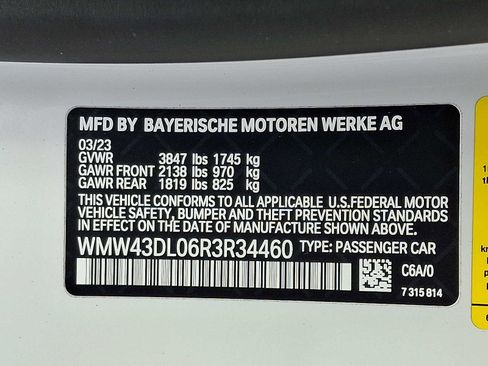 MFD BY BAYERISCHE MOTOREN WERKE AG
03/23
GVWR 3847 lbs 1745 kg
GAWR FRONT 2138 lbs 970 kg
GAWR REAR 1819 lbs 825 kg
THIS VEHICLE CONFORMS TO ALL APPLICABLE U.S.FEDERAL MOTOR
VEHICLE SAFETY, BUMPER AND THEFT PREVENTION STANDARDS
IN EFFECT ON THE DATE OF MANUFACTURE SHOWN ABOVE.
WMW43DL06R3R34460 TYPE: PASSENGER CAR
C6A/0
7 315 814